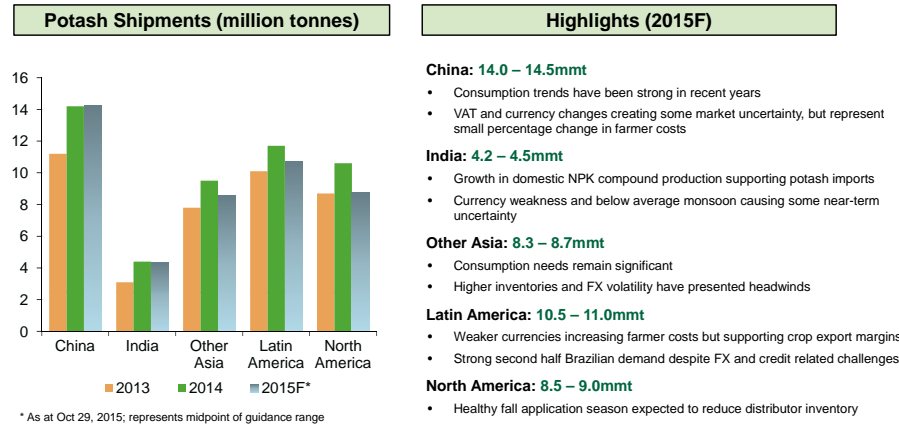 Potash Shipments (million tonnes)
16
14
12
10
8
6
4
2
0
China
India
Other
Asia
Latin
America
North
America
2013
2014
2015F*
* As at Oct 29, 2015; represents midpoint of guidance range
Highlights (2015F)
China: 14.0 – 14.5mmt
• Consumption trends have been strong in recent years
• VAT and currency changes creating some market uncertainty, but represent
small percentage change in farmer costs
India: 4.2 – 4.5mmt
• Growth in domestic NPK compound production supporting potash imports
• Currency weakness and below average monsoon causing some near-term
uncertainty
Other Asia: 8.3 – 8.7mmt
• Consumption needs remain significant
• Higher inventories and FX volatility have presented headwinds
Latin America: 10.5 – 11.0mmt
• Weaker currencies increasing farmer costs but supporting crop export margins
• Strong second half Brazilian demand despite FX and credit related challenges
North America: 8.5 – 9.0mmt
• Healthy fall application season expected to reduce distributor inventory